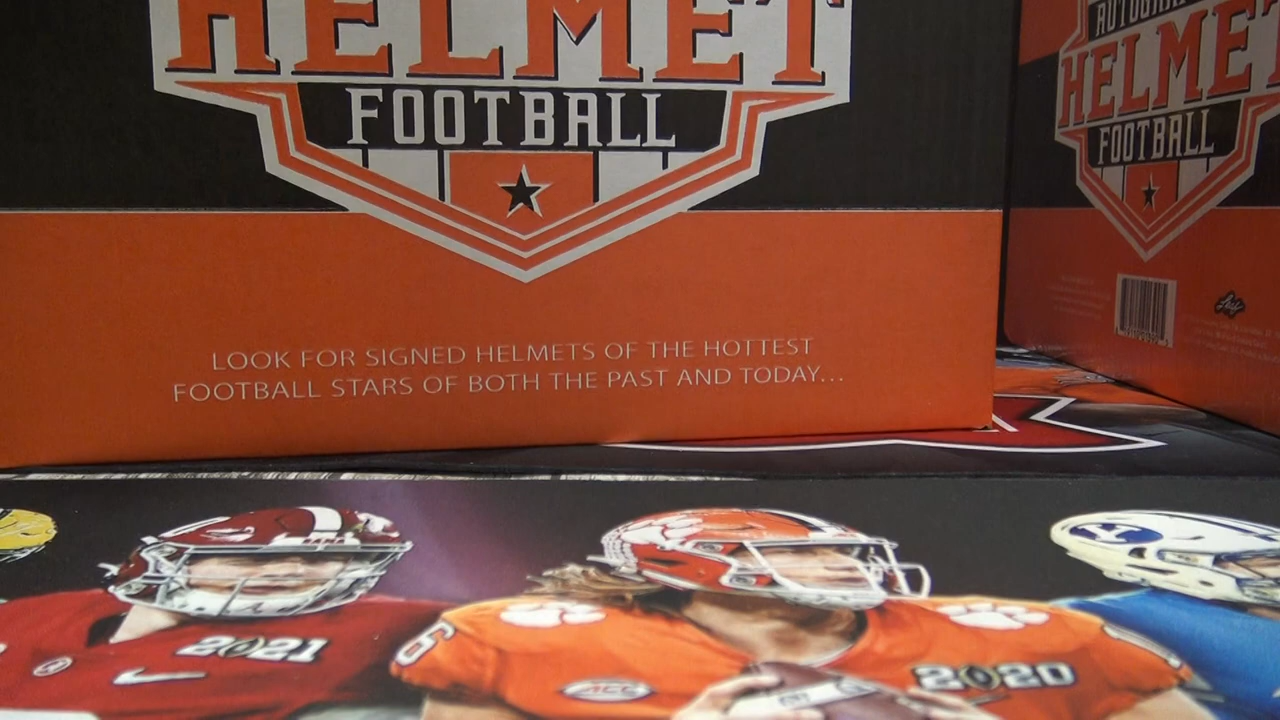 HELMET
FOOTBALL
LOOK FOR SIGNED HELMETS OF THE HOTTEST
FOOTBALL STARS OF BOTH THE PAST AND TODAY...
HELMET
FOOTBALL
Leaf
2021
6
ACC
2020